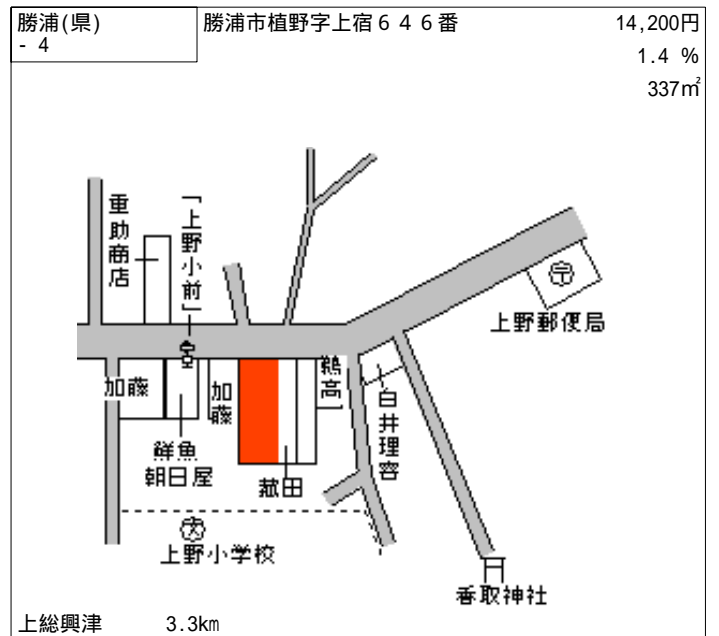 勝浦(県)
- 4
勝浦市植野字上宿６４６番
14,200円
1.4 %
337㎡
重助商店
「上野小前」
上野郵便局
加藤
鮮魚
朝日屋
加藤
鵜高
白井理容
菰田
上野小学校
香取神社
上総興津 3.3km